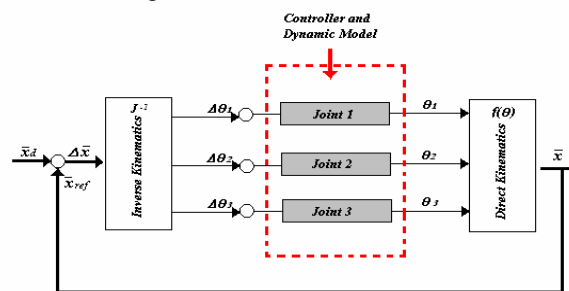 Controller and
Dynamic Model
J⁻¹
Inverse Kinematics
x̄d
Δx̄
x̄ref
Δθ1
Joint 1
θ1
Δθ2
Joint 2
θ2
Δθ3
Joint 3
θ3
f(θ)
Direct Kinematics
x̄